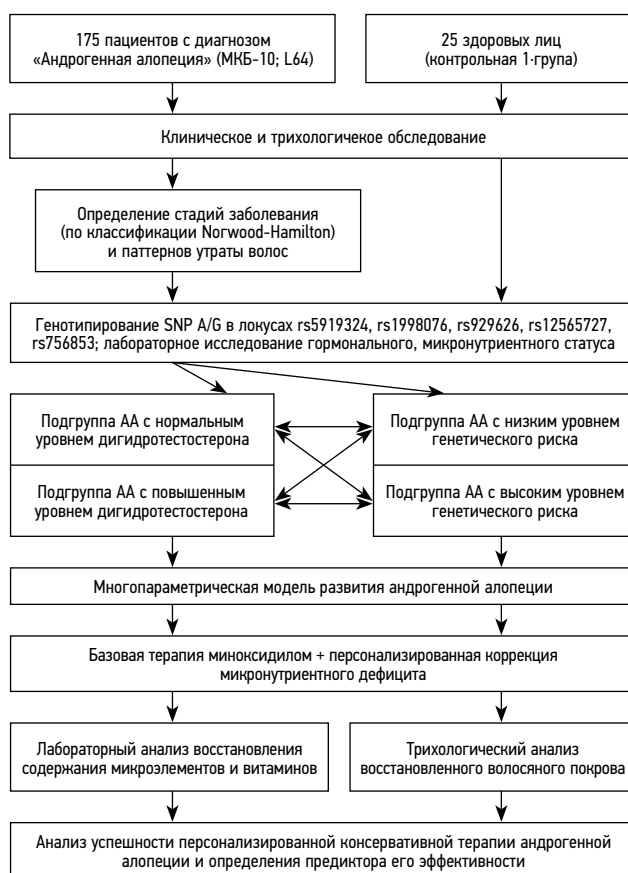 175 пациентов с диагнозом
«Андрогенная алопеция» (МКБ-10; L64)
25 здоровых лиц
(контрольная 1-група)
Клиническое и трихологичекое обследование
Определение стадий заболевания
(по классификации Norwood-Hamilton)
и паттернов утраты волос
Генотипирование SNP A/G в локусах rs5919324, rs1998076, rs929626, rs12565727,
rs756853; лабораторное исследование гормонального, микронутриентного статуса
Подгруппа АА с нормальным
уровнем дигидротестостерона
Подгруппа АА с повышенным
уровнем дигидротестостерона
Подгруппа АА с низким уровнем
генетического риска
Подгруппа АА с высоким уровнем
генетического риска
Многопараметрическая модель развития андрогенной алопеции
Базовая терапия миноксидилом + персонализированная коррекция
микронутриентного дефицита
Лабораторный анализ восстановления
содержания микроэлементов и витаминов
Трихологический анализ
восстановленного волосяного покрова
Анализ успешности персонализированной консервативной терапии андрогенной
алопеции и определения предиктора его эффективности